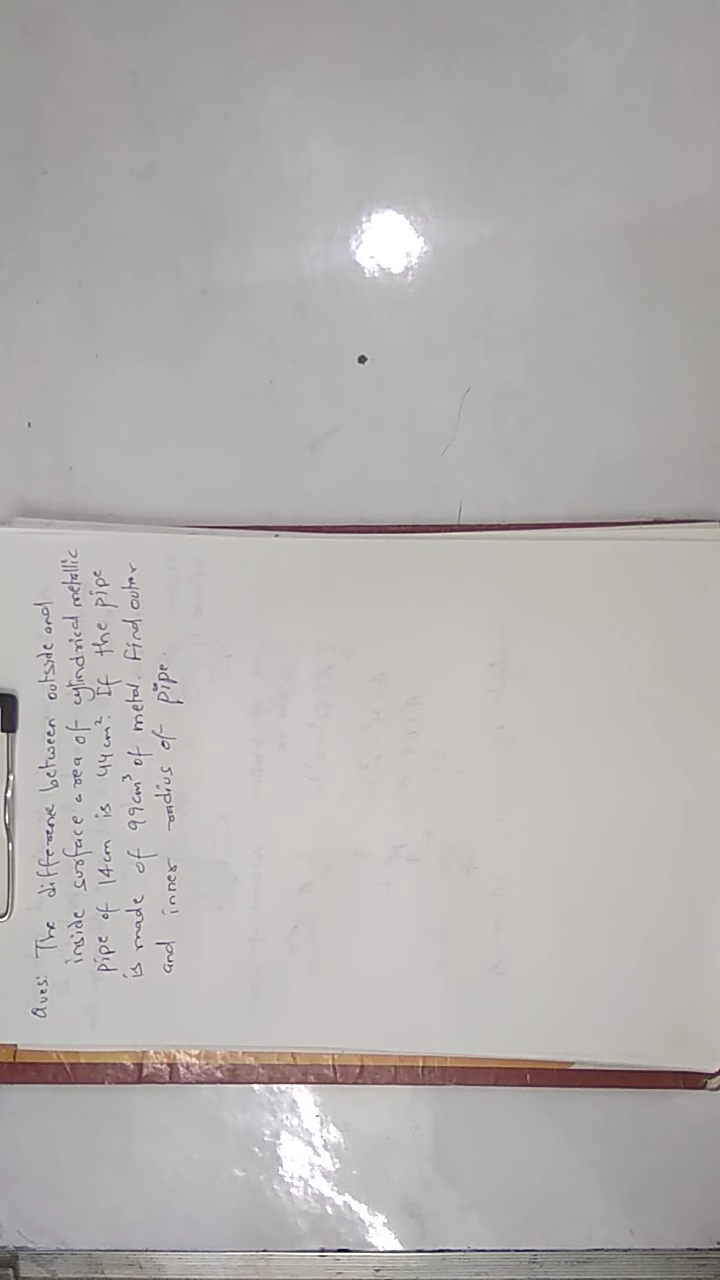 Ques: The difference between outside and
inside surface area of cylindrical metallic
pipe of 14cm is 44cm². If the pipe
is made of 99cm³ of metal. Find outer
and inner radius of pipe.